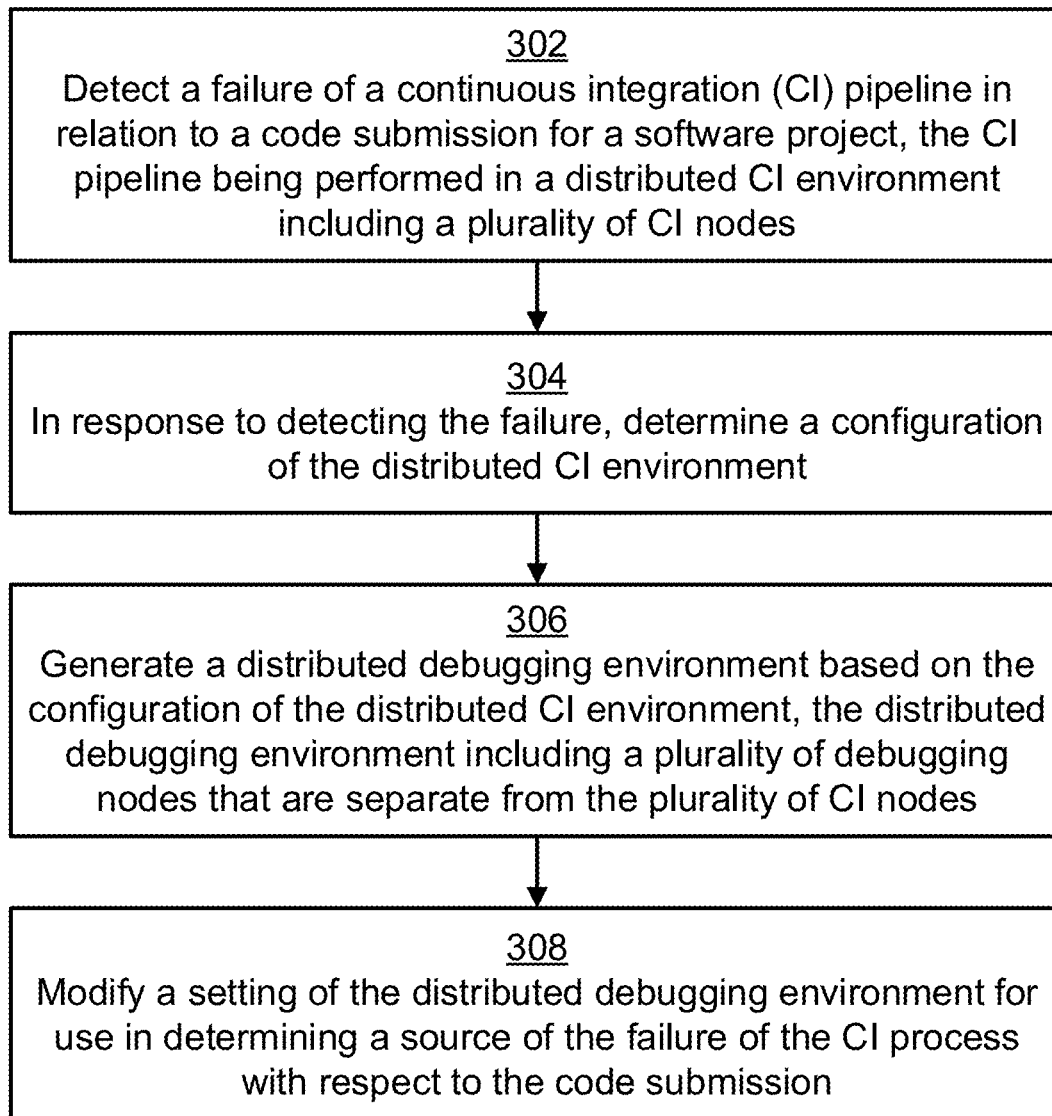 302
Detect a failure of a continuous integration (CI) pipeline in
relation to a code submission for a software project, the CI
pipeline being performed in a distributed CI environment
including a plurality of CI nodes
304
In response to detecting the failure, determine a configuration
of the distributed CI environment
306
Generate a distributed debugging environment based on the
configuration of the distributed CI environment, the distributed
debugging environment including a plurality of debugging
nodes that are separate from the plurality of CI nodes
308
Modify a setting of the distributed debugging environment for
use in determining a source of the failure of the CI process
with respect to the code submission